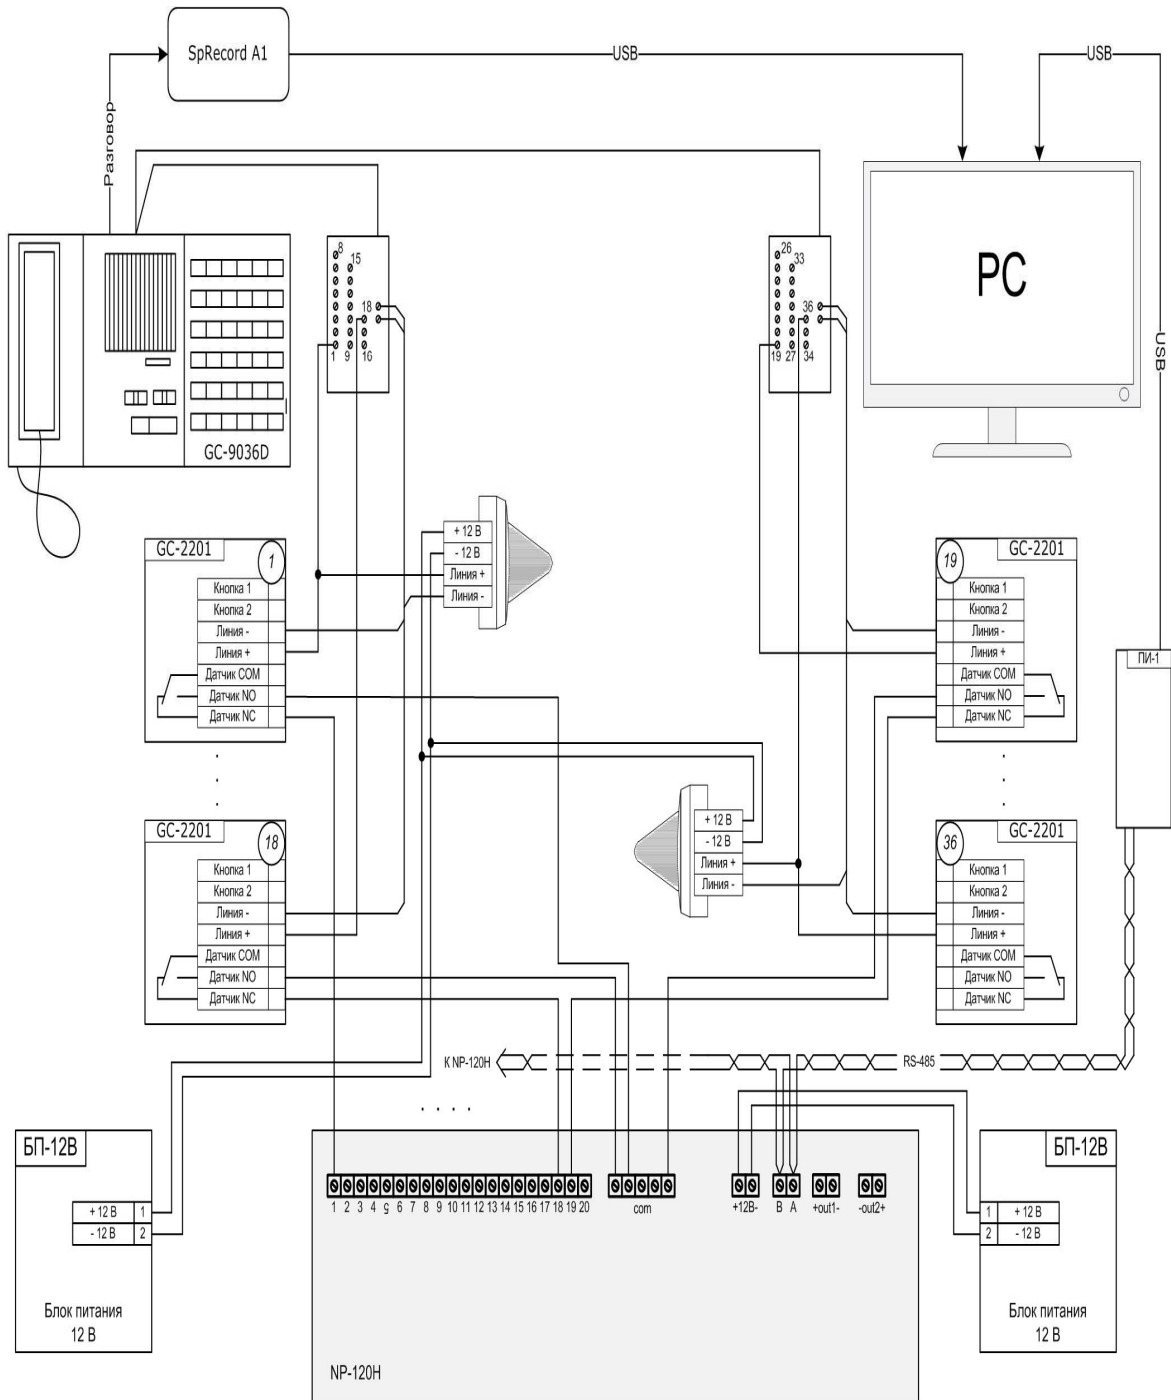 SpRecord A1
USB
USB
Разговор
8
15
18
1
9
16
26
33
36
19
27
34
PC
USB
GC-9036D
GC-2201
1
Кнопка 1
Кнопка 2
Линия -
Линия +
Датчик COM
Датчик NO
Датчик NC
+ 12 В
- 12 В
Линия +
Линия -
19
GC-2201
Кнопка 1
Кнопка 2
Линия -
Линия +
Датчик COM
Датчик NO
Датчик NC
ПИ-1
GC-2201
18
Кнопка 1
Кнопка 2
Линия -
Линия +
Датчик COM
Датчик NO
Датчик NC
+ 12 В
- 12 В
Линия +
Линия -
36
GC-2201
Кнопка 1
Кнопка 2
Линия -
Линия +
Датчик COM
Датчик NO
Датчик NC
К NP-120H
RS-485
БП-12В
+ 12 В 1
- 12 В 2
Блок питания
12 В
1 2 3 4 5 6 7 8 9 10 11 12 13 14 15 16 17 18 19 20
com
+12В-
B A
+out1-
-out2+
NP-120H
БП-12В
1 + 12 В
2 - 12 В
Блок питания
12 В